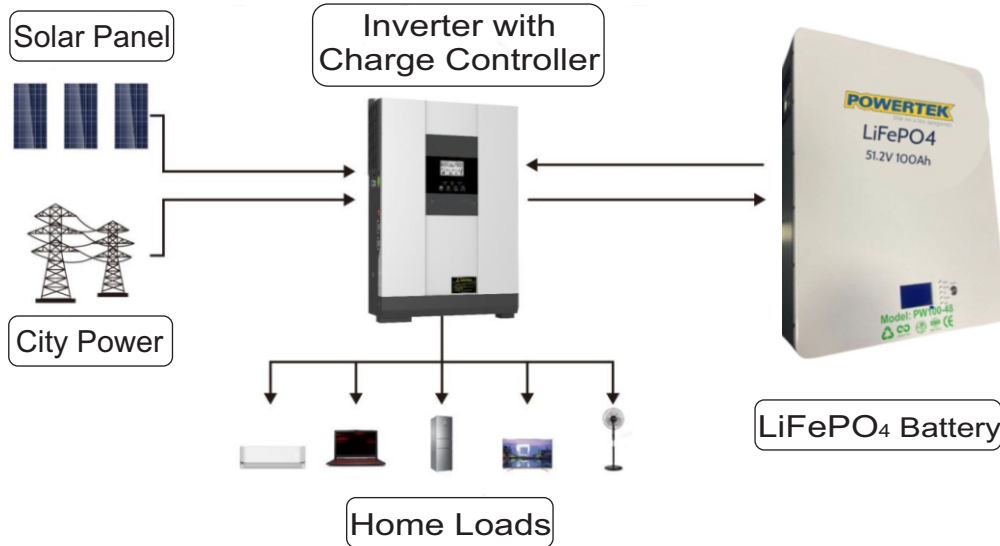 Solar Panel
Inverter with
Charge Controller
POWERTEK
LiFePO4
51.2V 100Ah
Model: PW100-48
City Power
LiFePO4 Battery
Home Loads